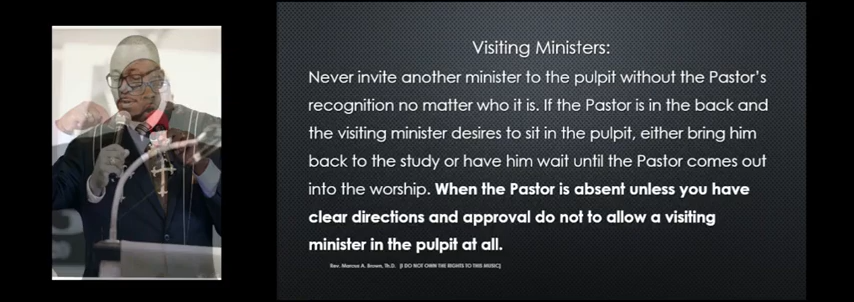 Visiting Ministers:
Never invite another minister to the pulpit without the Pastor's
recognition no matter who it is. If the Pastor is in the back and
the visiting minister desires to sit in the pulpit, either bring him
back to the study or have him wait until the Pastor comes out
into the worship. When the Pastor is absent unless you have
clear directions and approval do not to allow a visiting
minister in the pulpit at all.
Rev. Marcus A. Brown, Th.D. [I DO NOT OWN THE RIGHTS TO THIS MUSIC]